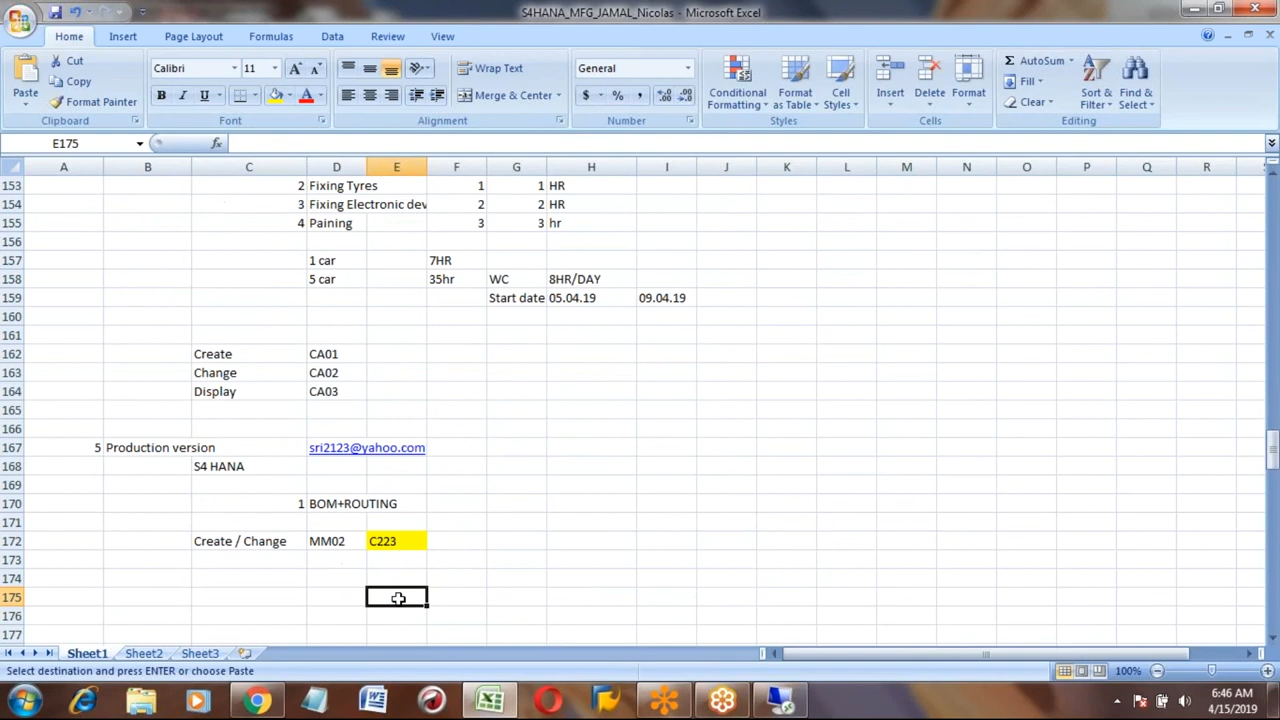 S4HANA_MFG_JAMAL_Nicolas - Microsoft Excel
Home Insert Page Layout Formulas Data Review View
Paste Cut Copy Format Painter Clipboard
Calibri 11 B I U A Font
Wrap Text Merge & Center Alignment
General $ % , Number
Conditional Formatting Format as Table Cell Styles Styles
Insert Delete Format Cells
Σ AutoSum Fill Clear Sort & Filter Find & Select Editing
E175 fx
A B C D E F G H I J K L M N O P Q R
153 2 Fixing Tyres 1 1 HR
154 3 Fixing Electronic dev 2 2 HR
155 4 Paining 3 3 hr
156
157 1 car 7HR
158 5 car 35hr WC 8HR/DAY
159 Start date 05.04.19 09.04.19
160
161
162 Create CA01
163 Change CA02
164 Display CA03
165
166
167 5 Production version sri2123@yahoo.com
168 S4 HANA
169
170 1 BOM+ROUTING
171
172 Create / Change MM02 C223
173
174
175
176
177
Sheet1 Sheet2 Sheet3
Select destination and press ENTER or choose Paste 100%
6:46 AM
4/15/2019